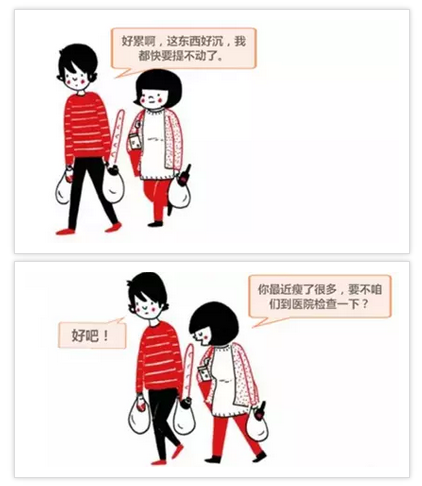 好累啊，这东西好沉，我
都快要提不动了。
你最近瘦了很多，要不咱
们到医院检查一下？
好吧！